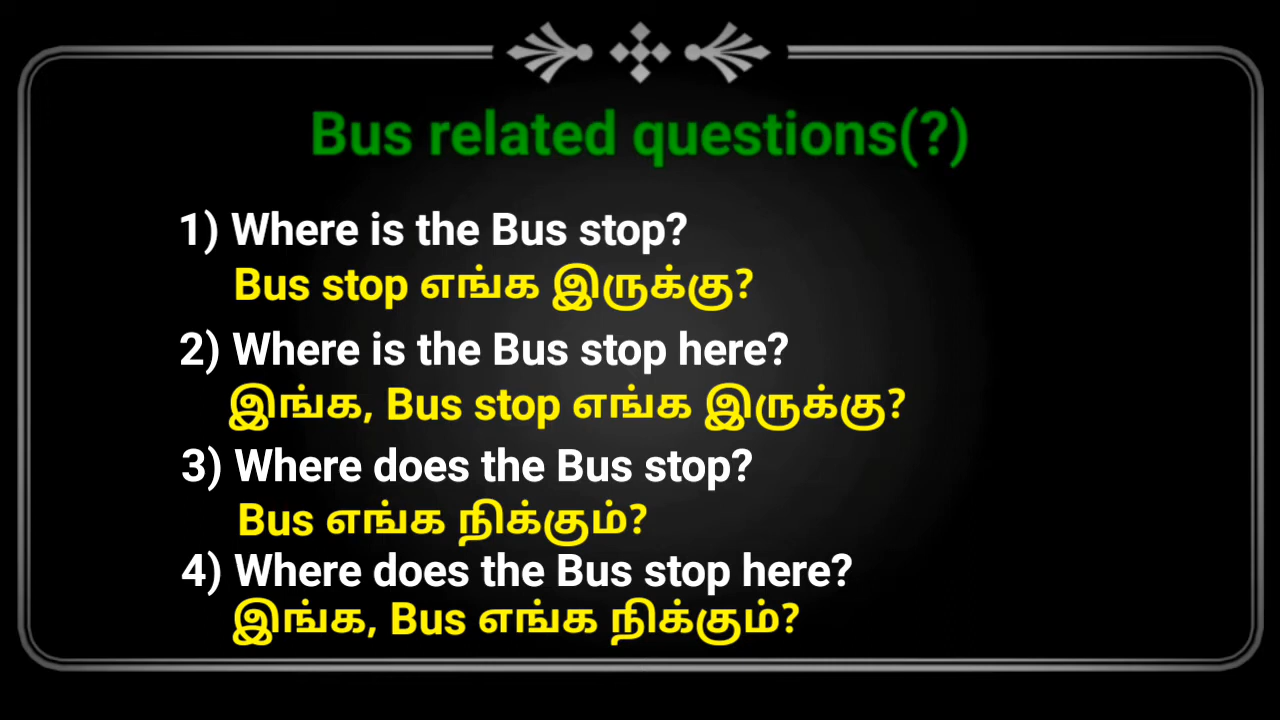 Bus related questions(?)
1) Where is the Bus stop?
Bus stop எங்க இருக்கு?
2) Where is the Bus stop here?
இங்க, Bus stop எங்க இருக்கு?
3) Where does the Bus stop?
Bus எங்க நிக்கும்?
4) Where does the Bus stop here?
இங்க, Bus எங்க நிக்கும்?